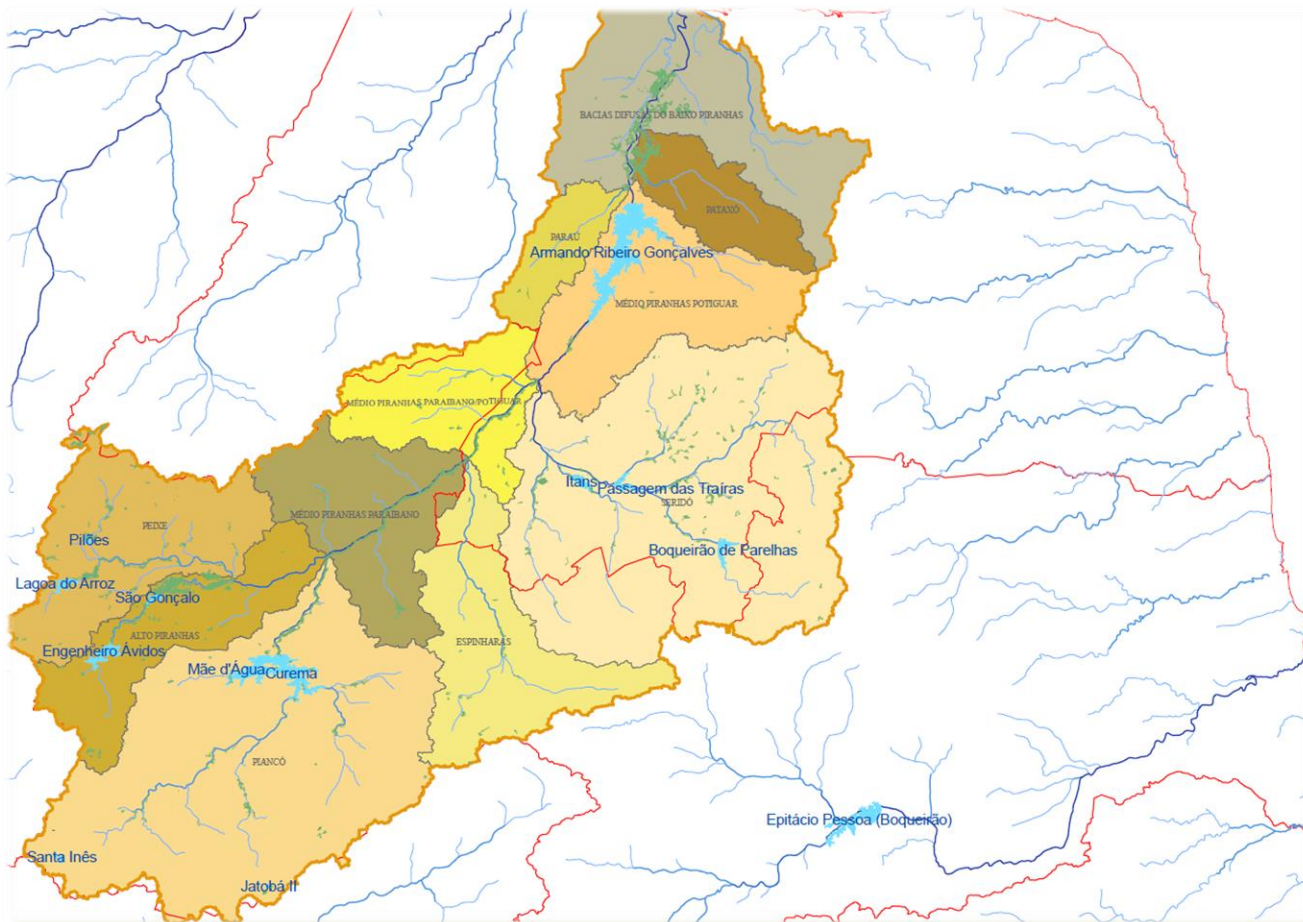 BACIAS DIFUSAS DO BAIXO PIRANHAS
PATAXÓ
PARAÚ
Armando Ribeiro Gonçalves
MÉDIO PIRANHAS POTIGUAR
MÉDIO PIRANHAS PARAIBANO/POTIGUAR
Itans
Passagem das Traíras
SERIDÓ
MÉDIO PIRANHAS PARAIBANO
PEIXE
Pilões
Boqueirão de Parelhas
Lagoa do Arroz
São Gonçalo
ALTO PIRANHAS
ESPINHARAS
Engenheiro Ávidos
Mãe d'Água
Curema
PIANCÓ
Epitácio Pessoa (Boqueirão)
Santa Inês
Jatobá II